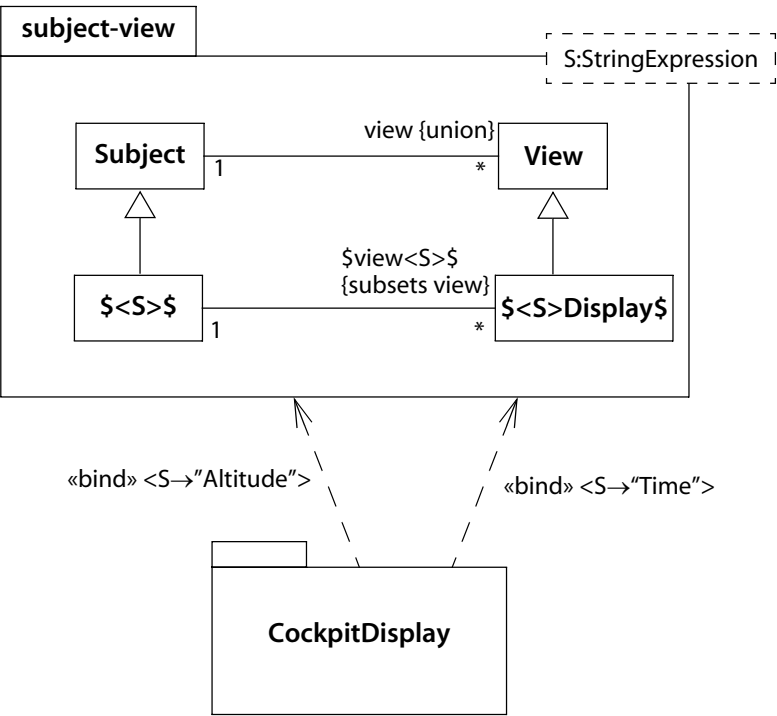 subject-view
S:StringExpression
Subject
1
view {union}
*
View
$<S>$
1
$view<S>$
{subsets view}
*
$<S>Display$
«bind» <S→”Altitude”>
«bind» <S→“Time”>
CockpitDisplay